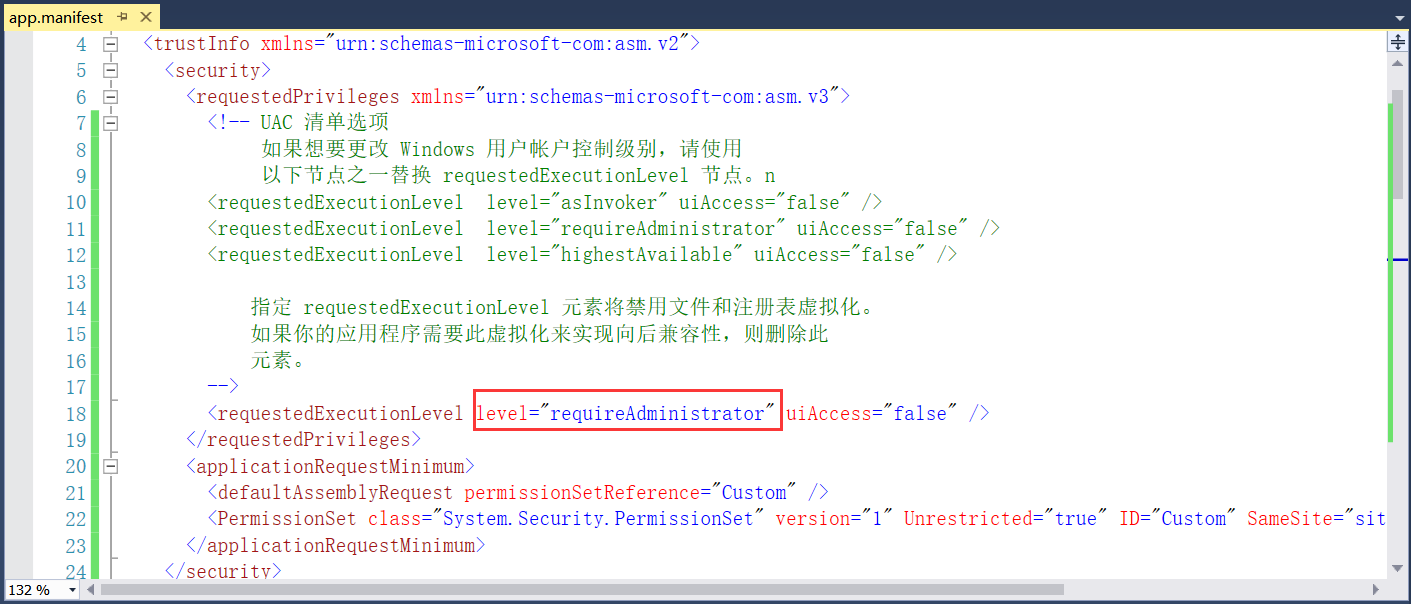 app.manifest
4 <trustInfo xmlns="urn:schemas-microsoft-com:asm.v2">
5 <security>
6 <requestedPrivileges xmlns="urn:schemas-microsoft-com:asm.v3">
7 <!-- UAC 清单选项
8 如果想要更改 Windows 用户帐户控制级别，请使用
9 以下节点之一替换 requestedExecutionLevel 节点。n
10 <requestedExecutionLevel  level="asInvoker" uiAccess="false" />
11 <requestedExecutionLevel  level="requireAdministrator" uiAccess="false" />
12 <requestedExecutionLevel  level="highestAvailable" uiAccess="false" />
13
14 指定 requestedExecutionLevel 元素将禁用文件和注册表虚拟化。
15 如果你的应用程序需要此虚拟化来实现向后兼容性，则删除此
16 元素。
17 -->
18 <requestedExecutionLevel level="requireAdministrator" uiAccess="false" />
19 </requestedPrivileges>
20 <applicationRequestMinimum>
21 <defaultAssemblyRequest permissionSetReference="Custom" />
22 <PermissionSet class="System.Security.PermissionSet" version="1" Unrestricted="true" ID="Custom" SameSite="sit
23 </applicationRequestMinimum>
24 </security>
132 %